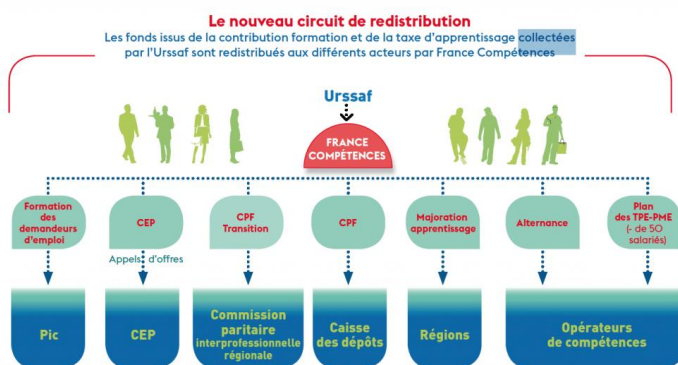 Le nouveau circuit de redistribution
Les fonds issus de la contribution formation et de la taxe d'apprentissage collectées
par l'Urssaf sont redistribués aux différents acteurs par France Compétences
Urssaf
FRANCE
COMPÉTENCES
Formation
des
demandeurs
d'emploi
CEP
CPF
Transition
CPF
Majoration
apprentissage
Alternance
Plan
des TPE-PME
(- de 50
salariés)
Appels d'offres
Pic
CEP
Commission
paritaire
interprofessionnelle
régionale
Caisse
des dépôts
Régions
Opérateurs
de compétences